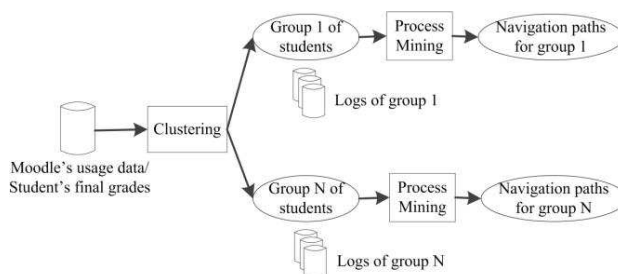 Group 1 of
students
Process
Mining
Navigation paths
for group 1
Logs of group 1
Clustering
Moodle's usage data/
Student's final grades
Group N of
students
Process
Mining
Navigation paths
for group N
Logs of group N